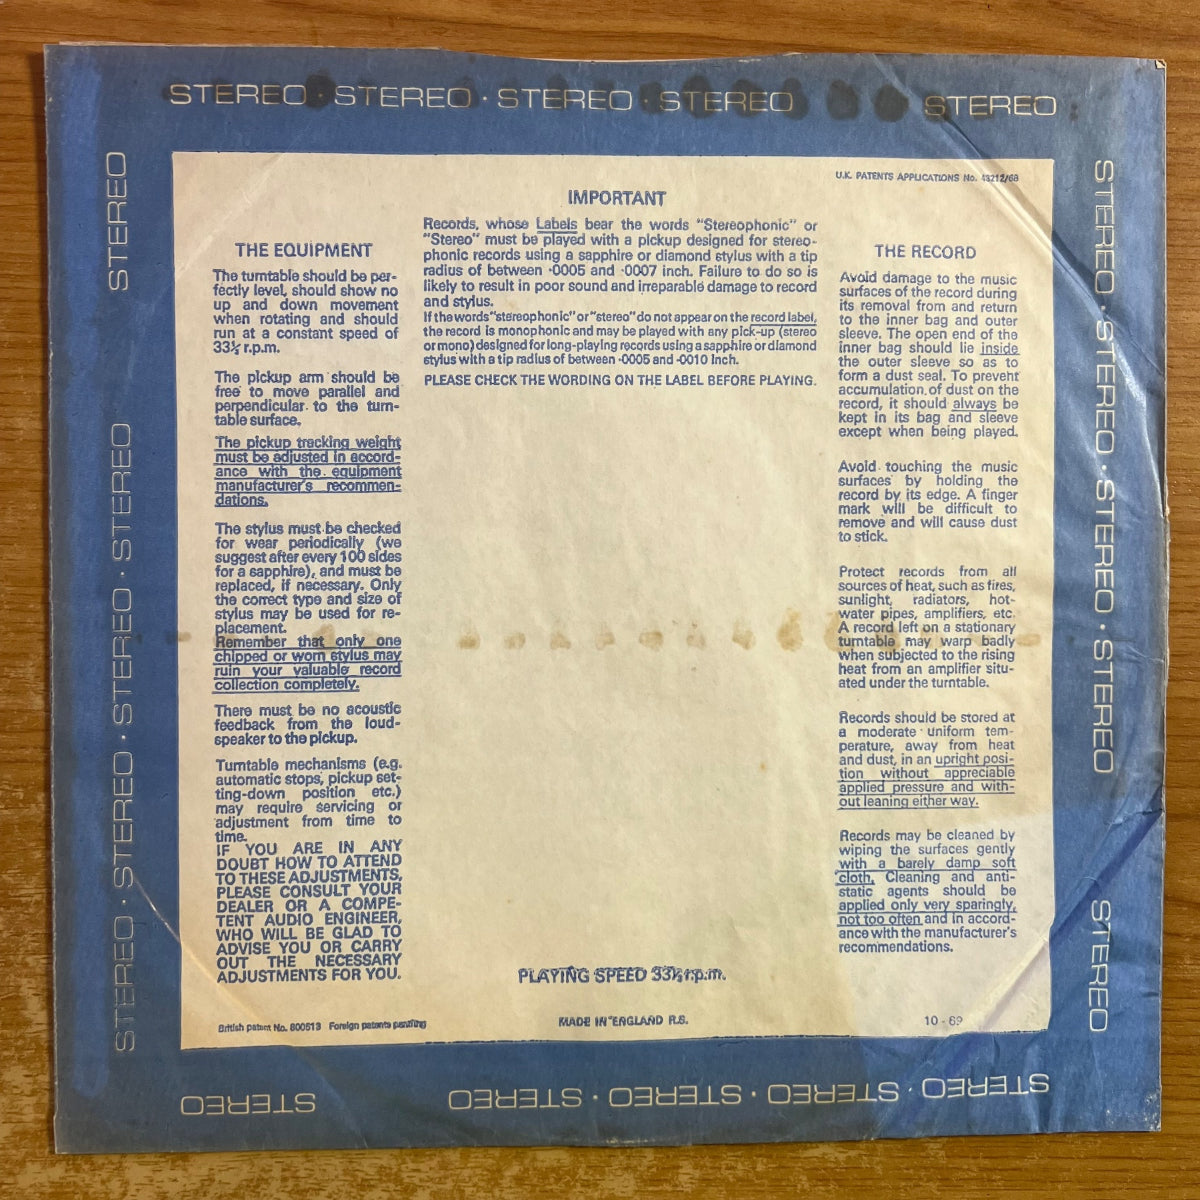 STEREO · STEREO · STEREO · STEREO STEREO
STEREO
STEREO · STEREO · STEREO · STEREO
U.K. PATENTS APPLICATIONS No. 43212/68
IMPORTANT
Records, whose Labels bear the words "Stereophonic" or
"Stereo" must be played with a pickup designed for stereo-
phonic records using a sapphire or diamond stylus with a tip
radius of between ·0005 and ·0007 inch. Failure to do so is
likely to result in poor sound and irreparable damage to record
and stylus.
If the words "stereophonic" or "stereo" do not appear on the record label,
the record is monophonic and may be played with any pick-up (stereo
or mono) designed for long-playing records using a sapphire or diamond
stylus with a tip radius of between ·0005 and ·0010 inch.
PLEASE CHECK THE WORDING ON THE LABEL BEFORE PLAYING.
THE EQUIPMENT
The turntable should be per-
fectly level, should show no
up and down movement
when rotating and should
run at a constant speed of
33⅓ r.p.m.
The pickup arm should be
free to move parallel and
perpendicular to the turn-
table surface.
The pickup tracking weight
must be adjusted in accord-
ance with the equipment
manufacturer's recommen-
dations.
The stylus must be checked
for wear periodically (we
suggest after every 100 sides
for a sapphire), and must be
replaced, if necessary. Only
the correct type and size of
stylus may be used for re-
placement.
Remember that only one
chipped or worn stylus may
ruin your valuable record
collection completely.
There must be no acoustic
feedback from the loud-
speaker to the pickup.
Turntable mechanisms (e.g.
automatic stops, pickup set-
ting-down position etc.)
may require servicing or
adjustment from time to
time.
IF YOU ARE IN ANY
DOUBT HOW TO ATTEND
TO THESE ADJUSTMENTS,
PLEASE CONSULT YOUR
DEALER OR A COMPE-
TENT AUDIO ENGINEER,
WHO WILL BE GLAD TO
ADVISE YOU OR CARRY
OUT THE NECESSARY
ADJUSTMENTS FOR YOU.
THE RECORD
Avoid damage to the music
surfaces of the record during
its removal from and return
to the inner bag and outer
sleeve. The open end of the
inner bag should lie inside
the outer sleeve so as to
form a dust seal. To prevent
accumulation of dust on the
record, it should always be
kept in its bag and sleeve
except when being played.
Avoid touching the music
surfaces by holding the
record by its edge. A finger
mark will be difficult to
remove and will cause dust
to stick.
Protect records from all
sources of heat, such as fires,
sunlight, radiators, hot-
water pipes, amplifiers, etc.
A record left on a stationary
turntable may warp badly
when subjected to the rising
heat from an amplifier situ-
ated under the turntable.
Records should be stored at
a moderate uniform tem-
perature, away from heat
and dust, in an upright posi-
tion without appreciable
applied pressure and with-
out leaning either way.
Records may be cleaned by
wiping the surfaces gently
with a barely damp soft
cloth. Cleaning and anti-
static agents should be
applied only very sparingly,
not too often and in accord-
ance with the manufacturer's
recommendations.
PLAYING SPEED 33⅓ r.p.m.
British patent No. 800513 Foreign patents pending
MADE IN ENGLAND R.S.
10 - 69
STEREO · STEREO · STEREO · STEREO
STEREO
STEREO · STEREO · STEREO · STEREO
STEREO